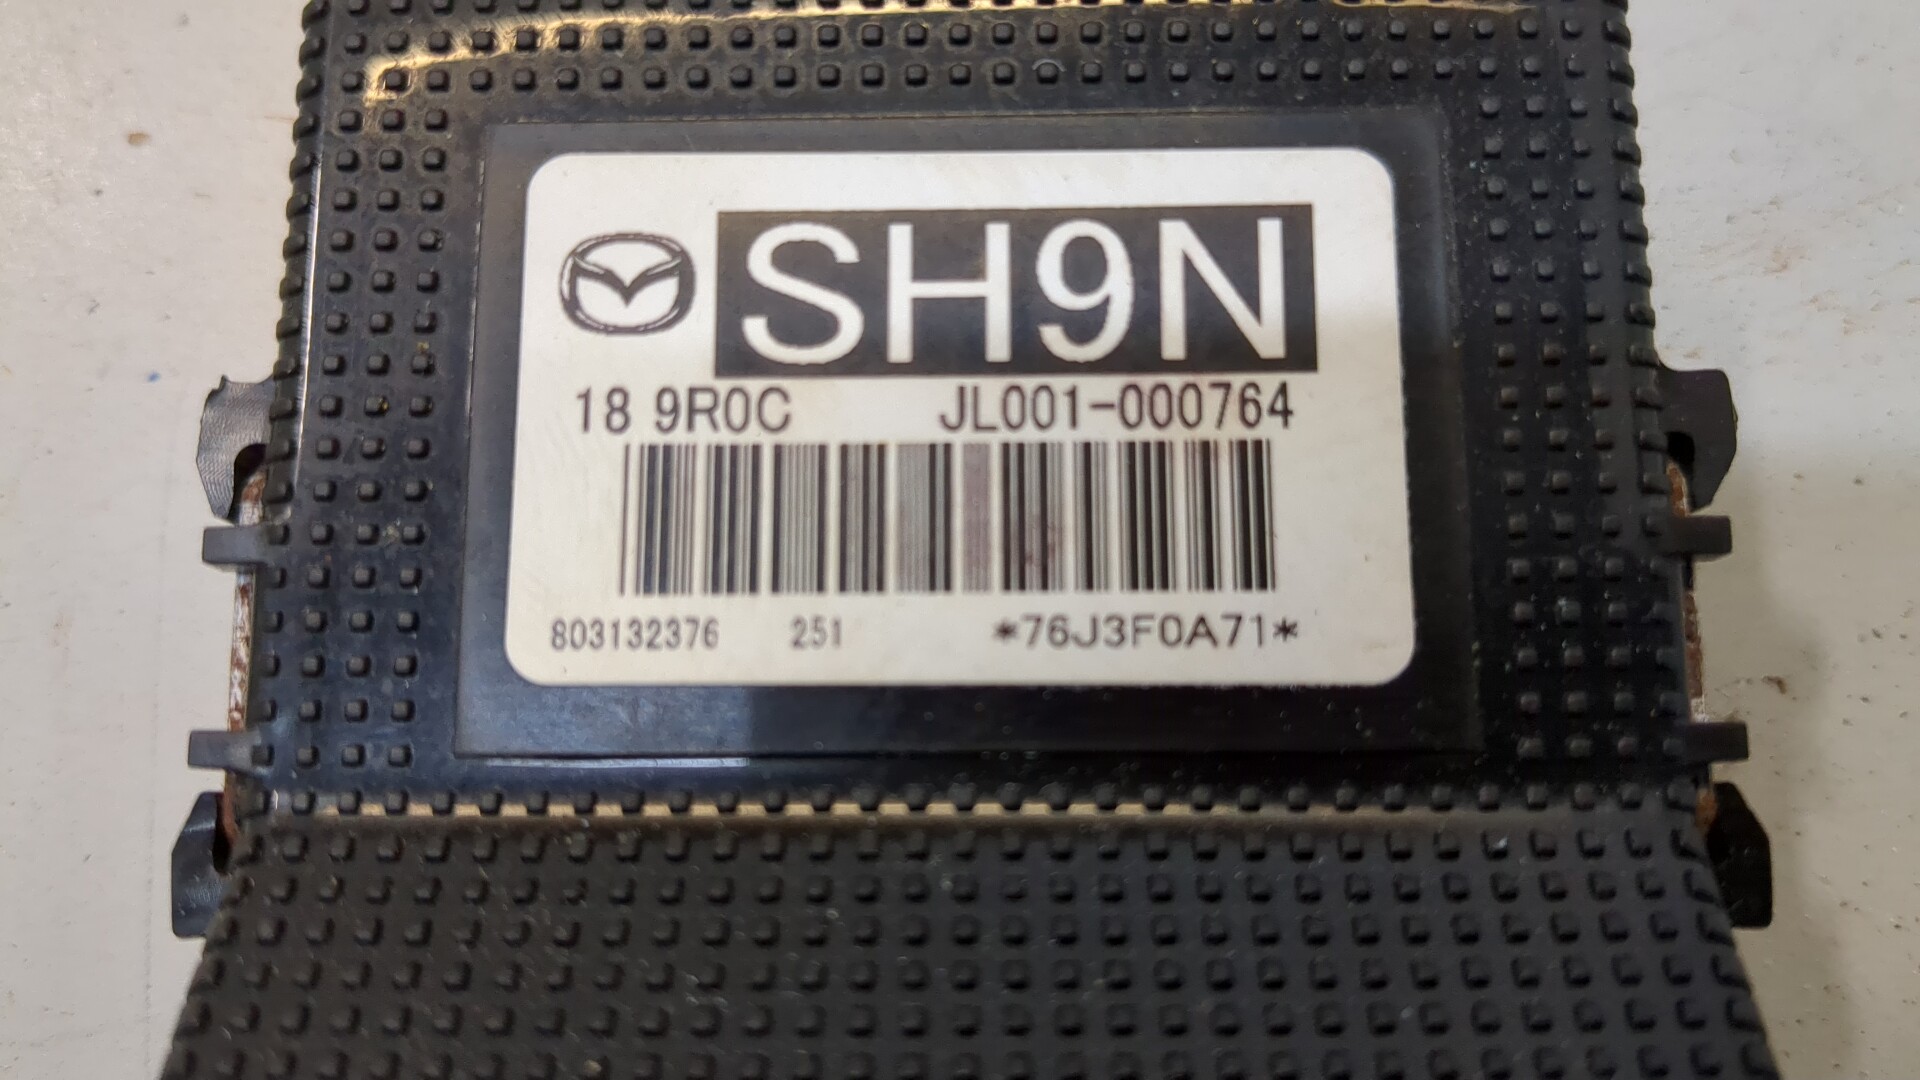 SH9N
18 9R0C JL001-000764
803132376 251 *76J3F0A71*